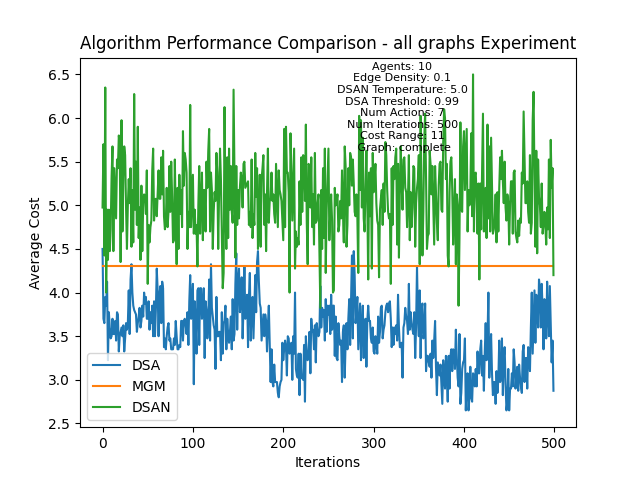 Algorithm Performance Comparison - all graphs Experiment
Agents: 10
Edge Density: 0.1
DSAN Temperature: 5.0
DSA Threshold: 0.99
Num Actions: 7
Num Iterations: 500
Cost Range: 11
Graph: complete
6.5
6.0
5.5
5.0
4.5
4.0
3.5
3.0
2.5
Average Cost
DSA
MGM
DSAN
0
100
200
300
400
500
Iterations